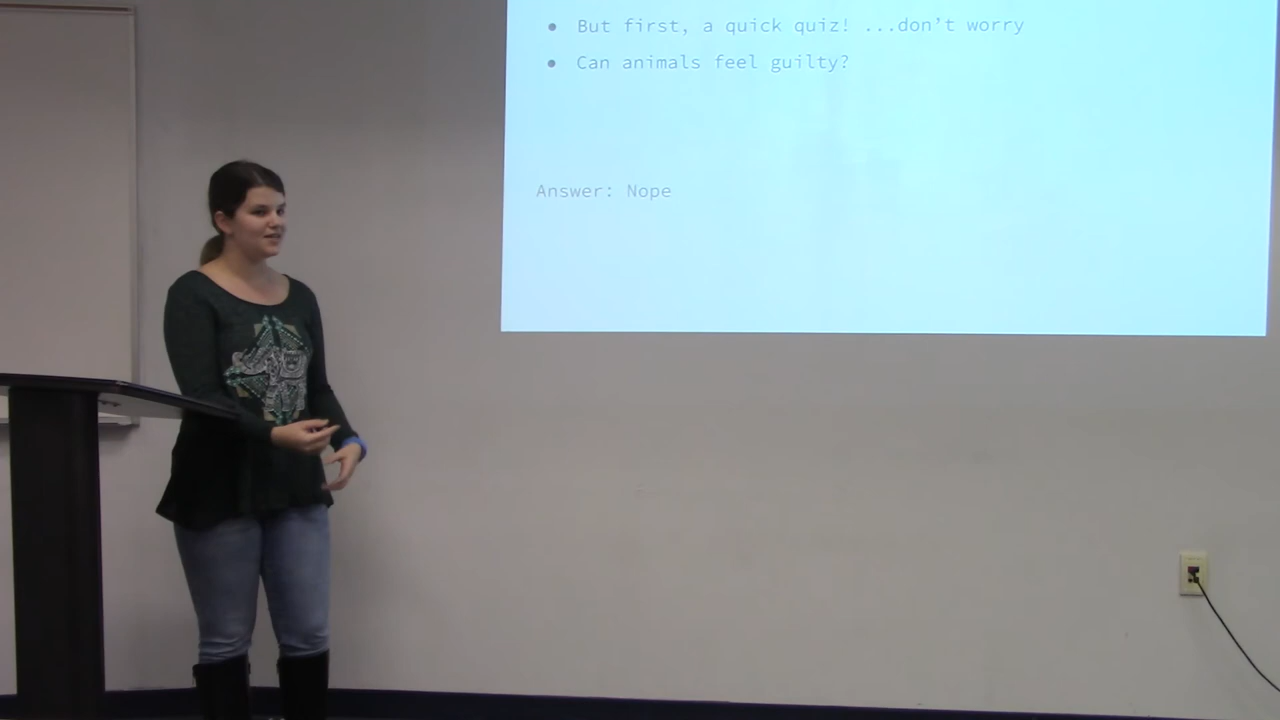 • But first, a quick quiz! ...don’t worry
• Can animals feel guilty?
Answer: Nope